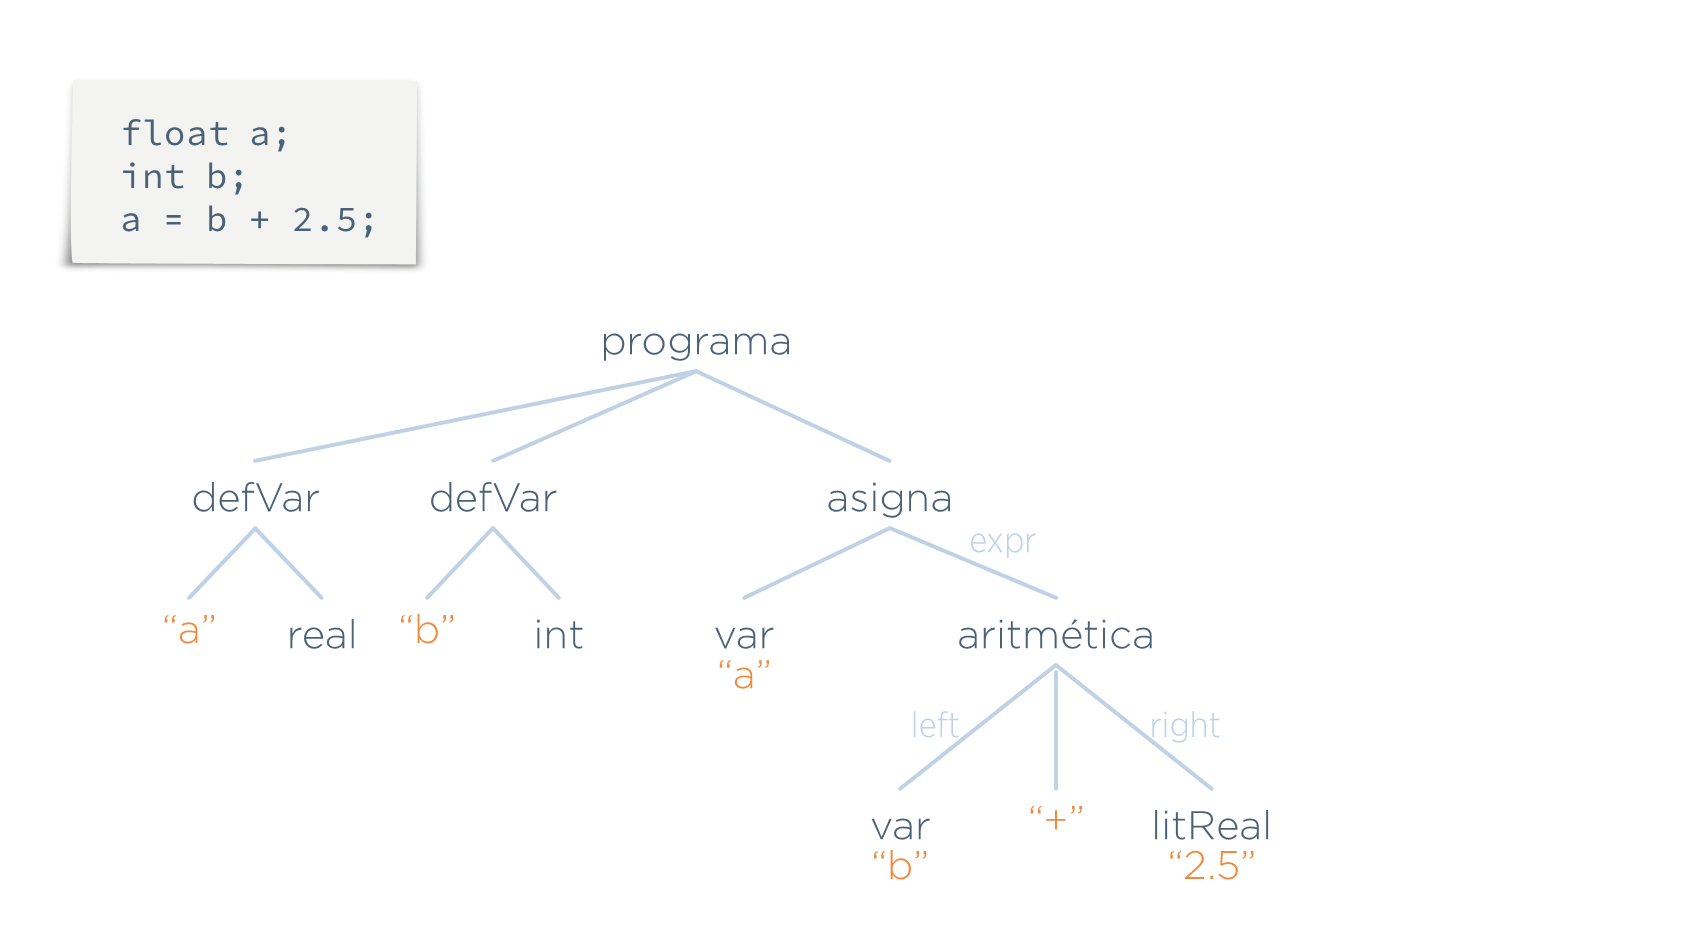 float a;
int b;
a = b + 2.5;
programa
defVar defVar asigna
expr
“a” real “b” int var aritmética
“a”
left right
var “+” litReal
“b” “2.5”